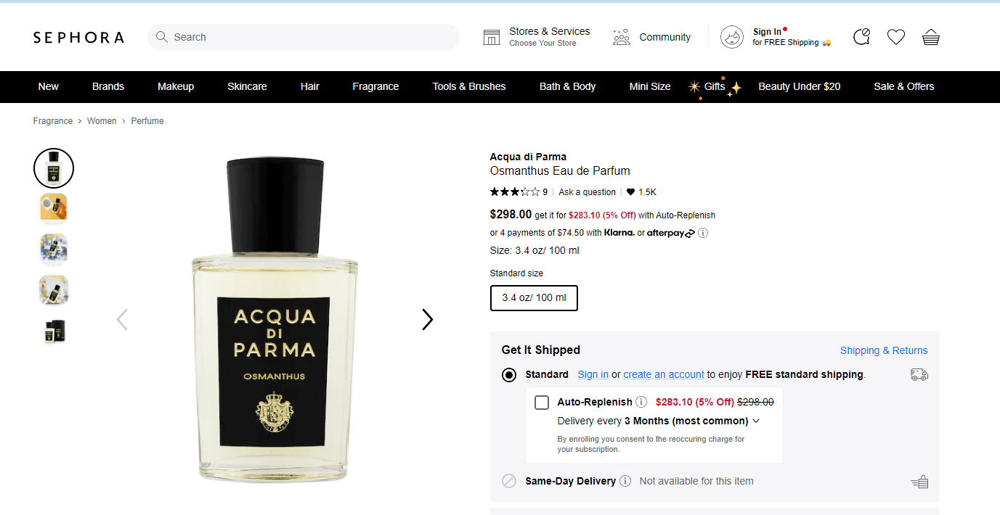 SEPHORA
Search
Stores & Services
Choose Your Store
Community
Sign In
for FREE Shipping 🚚
New
Brands
Makeup
Skincare
Hair
Fragrance
Tools & Brushes
Bath & Body
Mini Size
Gifts
Beauty Under $20
Sale & Offers
Fragrance > Women > Perfume
ACQUA
DI
PARMA
OSMANTHUS
Acqua di Parma
Osmanthus Eau de Parfum
9 | Ask a question | 1.5K
$298.00 get it for $283.10 (5% Off) with Auto-Replenish
or 4 payments of $74.50 with Klarna. or afterpay
Size: 3.4 oz/ 100 ml
Standard size
3.4 oz/ 100 ml
Get It Shipped
Shipping & Returns
Standard Sign in or create an account to enjoy FREE standard shipping.
Auto-Replenish $283.10 (5% Off) $298.00
Delivery every 3 Months (most common)
By enrolling you consent to the reoccuring charge for
your subscription.
Same-Day Delivery Not available for this item